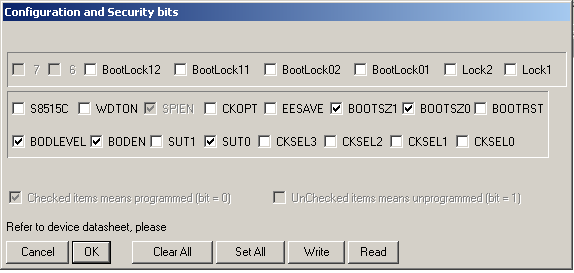 Configuration and Security bits
7 6 BootLock12 BootLock11 BootLock02 BootLock01 Lock2 Lock1
S8515C WDTON SPIEN CKOPT EESAVE BOOTSZ1 BOOTSZ0 BOOTRST
BODLEVEL BODEN SUT1 SUT0 CKSEL3 CKSEL2 CKSEL1 CKSEL0
Checked items means programmed (bit = 0) UnChecked items means unprogrammed (bit = 1)
Refer to device datasheet, please
Cancel OK Clear All Set All Write Read